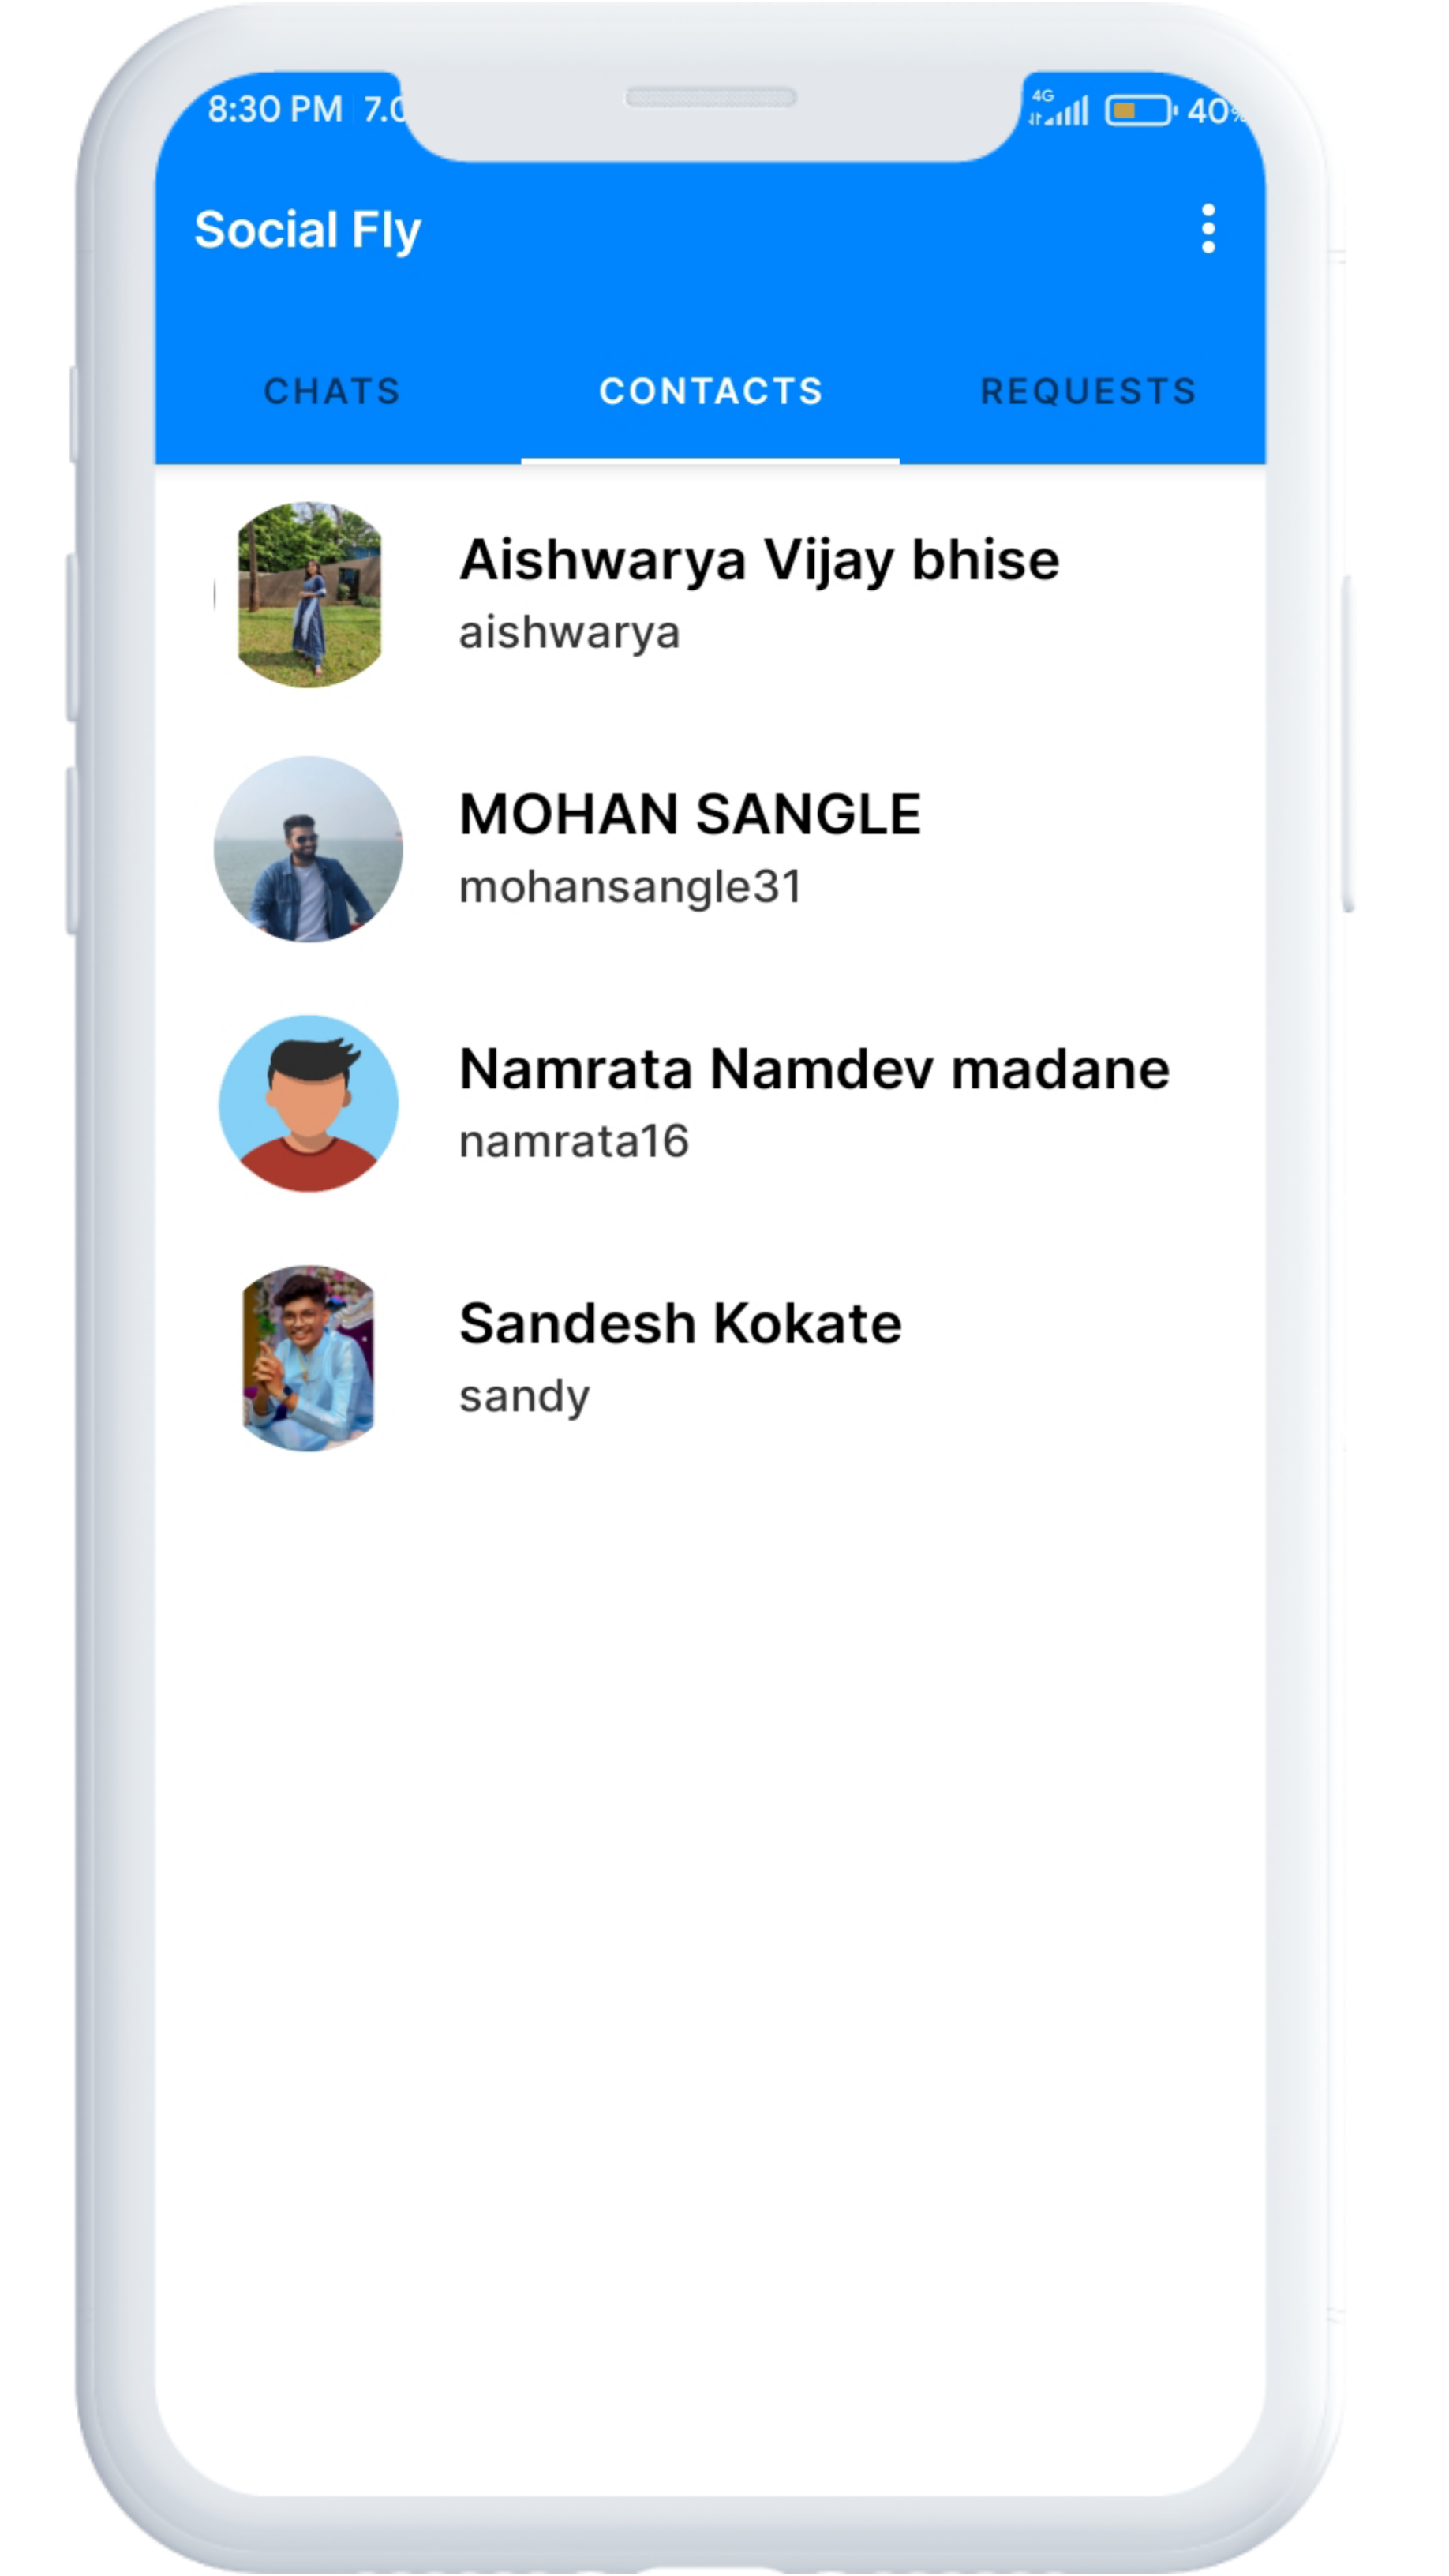 8:30 PM 7.0
4G 40%
Social Fly
CHATS CONTACTS REQUESTS
Aishwarya Vijay bhise
aishwarya
MOHAN SANGLE
mohansangle31
Namrata Namdev madane
namrata16
Sandesh Kokate
sandy